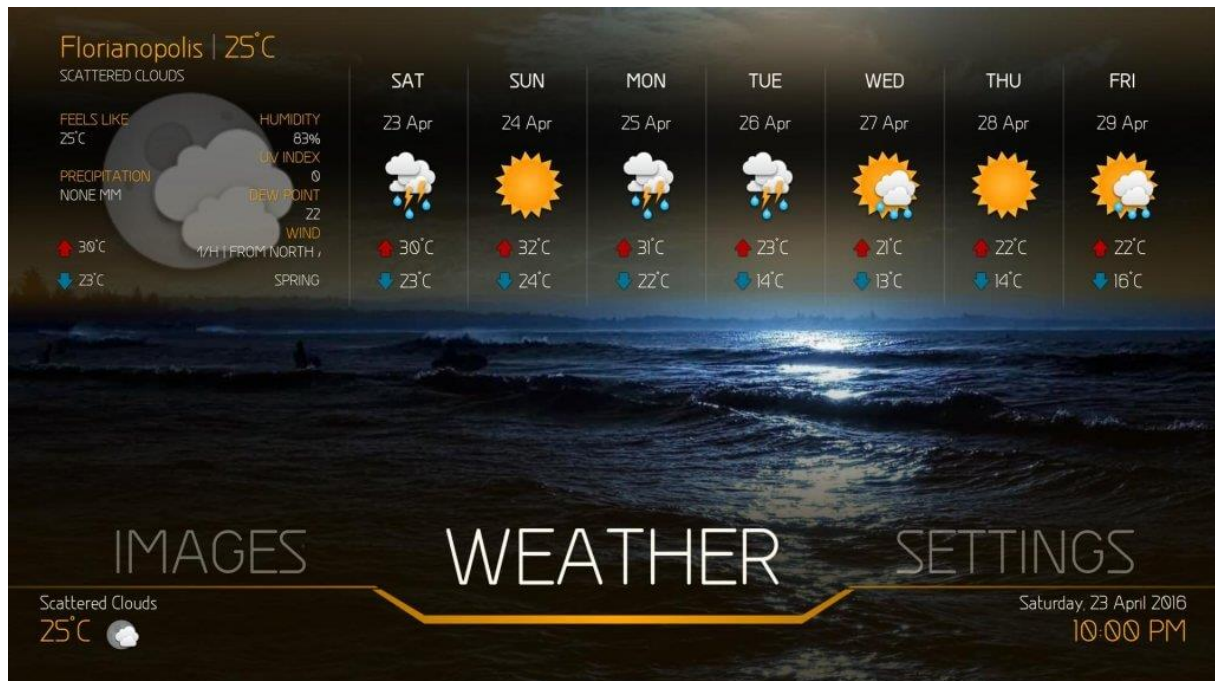 Florianopolis | 25°C
SCATTERED CLOUDS
FEELS LIKE
25°C
PRECIPITATION
NONE MM
30°C
23°C
HUMIDITY
83%
UV INDEX
0
DEW POINT
22
WIND
/H | FROM NORTH
SPRING
SAT SUN MON TUE WED THU FRI
23 Apr 24 Apr 25 Apr 26 Apr 27 Apr 28 Apr 29 Apr
30°C 32°C 31°C 23°C 21°C 22°C 22°C
23°C 24°C 22°C 14°C 13°C 14°C 16°C
IMAGES WEATHER SETTINGS
Scattered Clouds
25°C
Saturday, 23 April 2016
10:00 PM